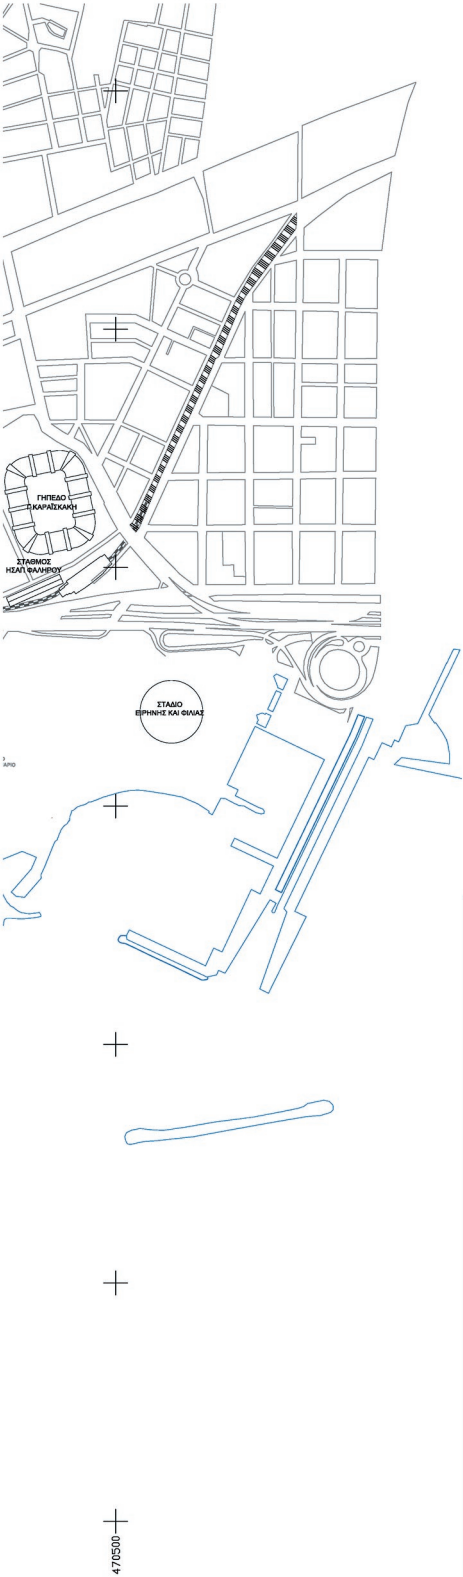 ΓΗΠΕΔΟ
Γ.ΚΑΡΑΪΣΚΑΚΗ
ΣΤΑΘΜΟΣ
ΗΣΑΠ ΦΑΛΗΡΟΥ
ΣΤΑΔΙΟ
ΕΙΡΗΝΗΣ ΚΑΙ ΦΙΛΙΑΣ
470500